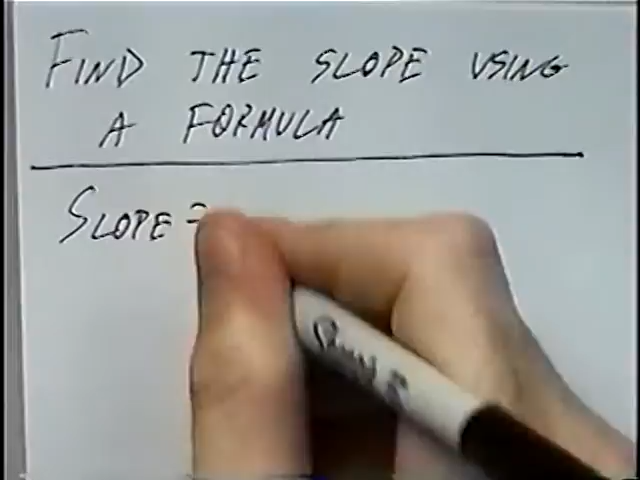 FIND THE SLOPE USING
A FORMULA
SLOPE =